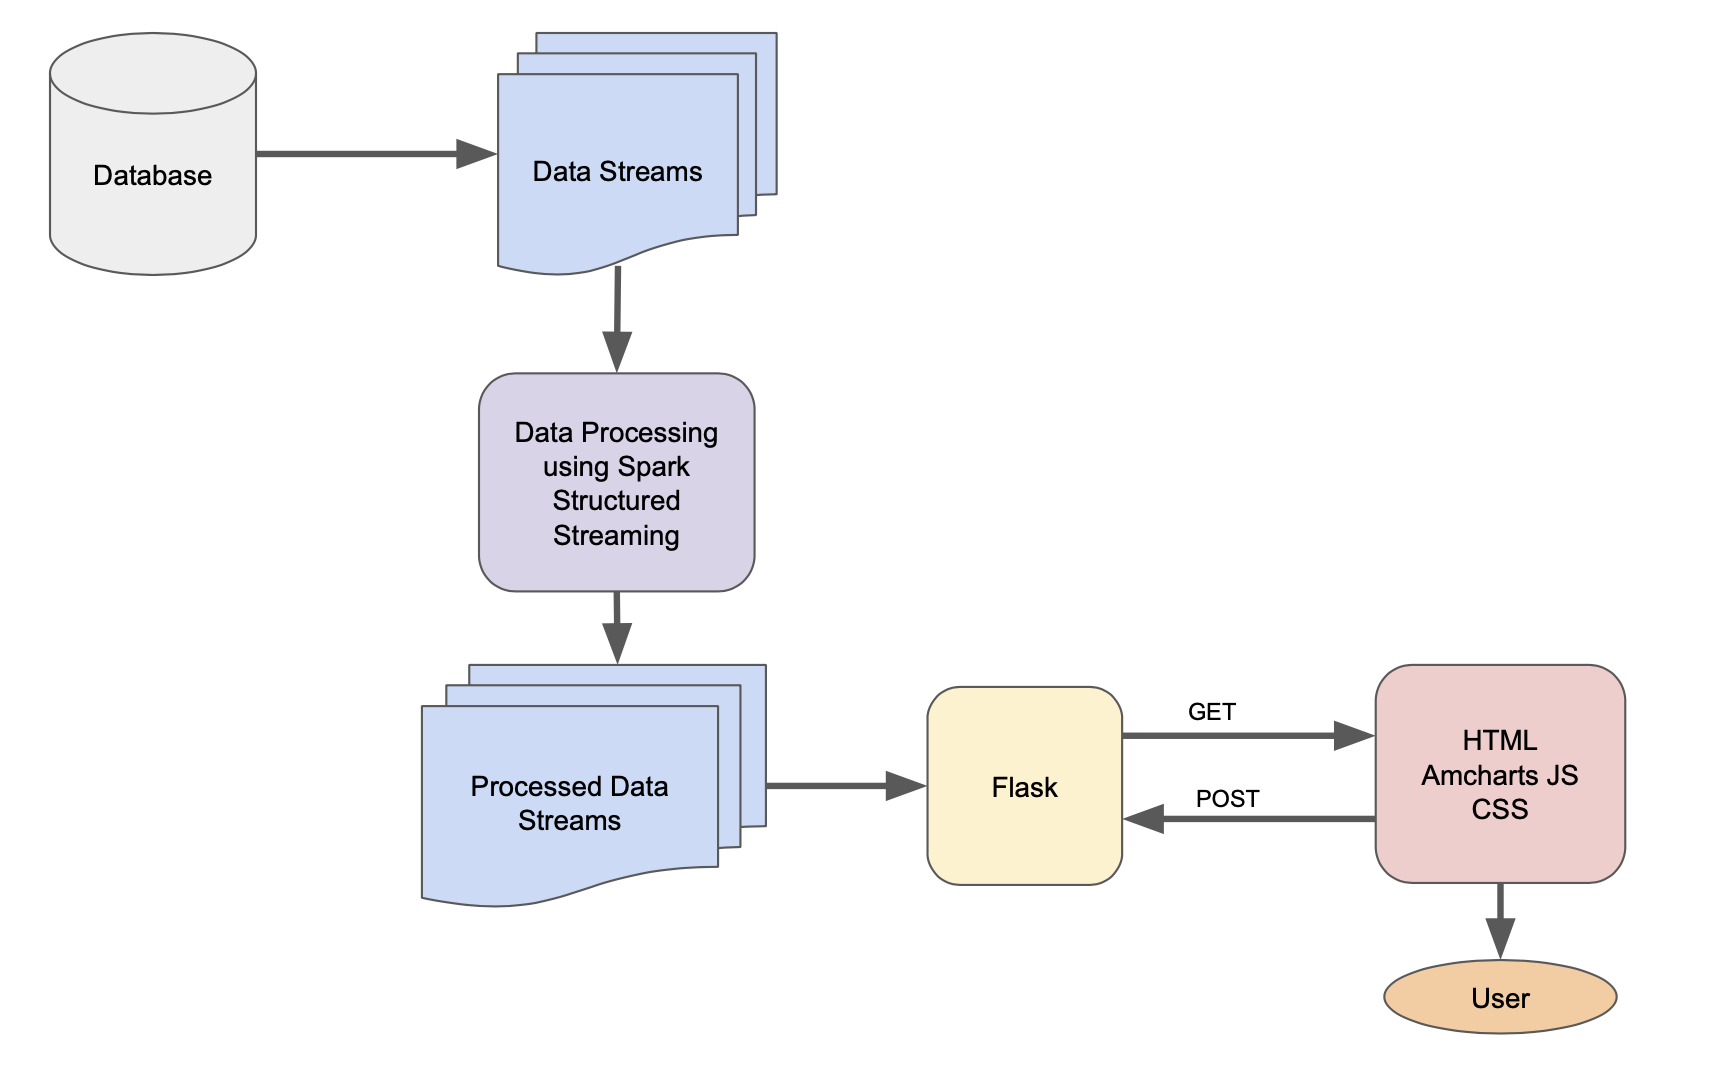 Database
Data Streams
Data Processing
using Spark
Structured
Streaming
Processed Data
Streams
Flask
GET
POST
HTML
Amcharts JS
CSS
User